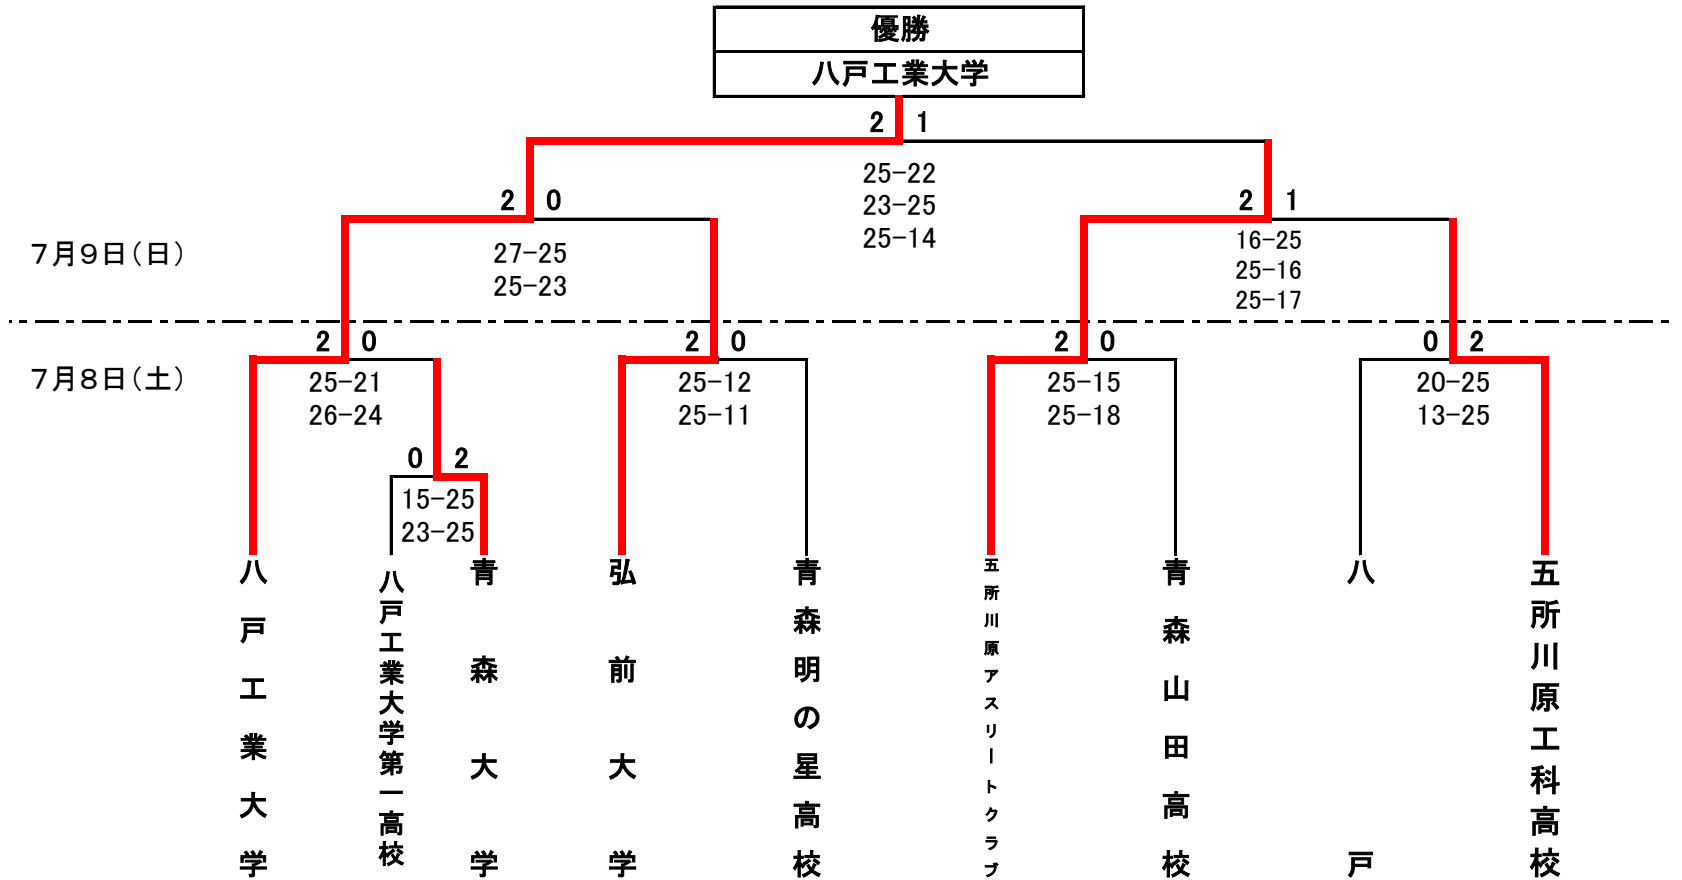 優勝
八戸工業大学
2 1
25-22
23-25
25-14
2 0
27-25
25-23
2 1
16-25
25-16
25-17
7月9日(日)
7月8日(土)
2 0
25-21
26-24
2 0
25-12
25-11
2 0
25-15
25-18
0 2
20-25
13-25
0 2
15-25
23-25
八戸工業大学
八戸工業大学第一高校
青森大学
弘前大学
青森明の星高校
五所川原アスリートクラブ
青森山田高校
八戸
五所川原工科高校